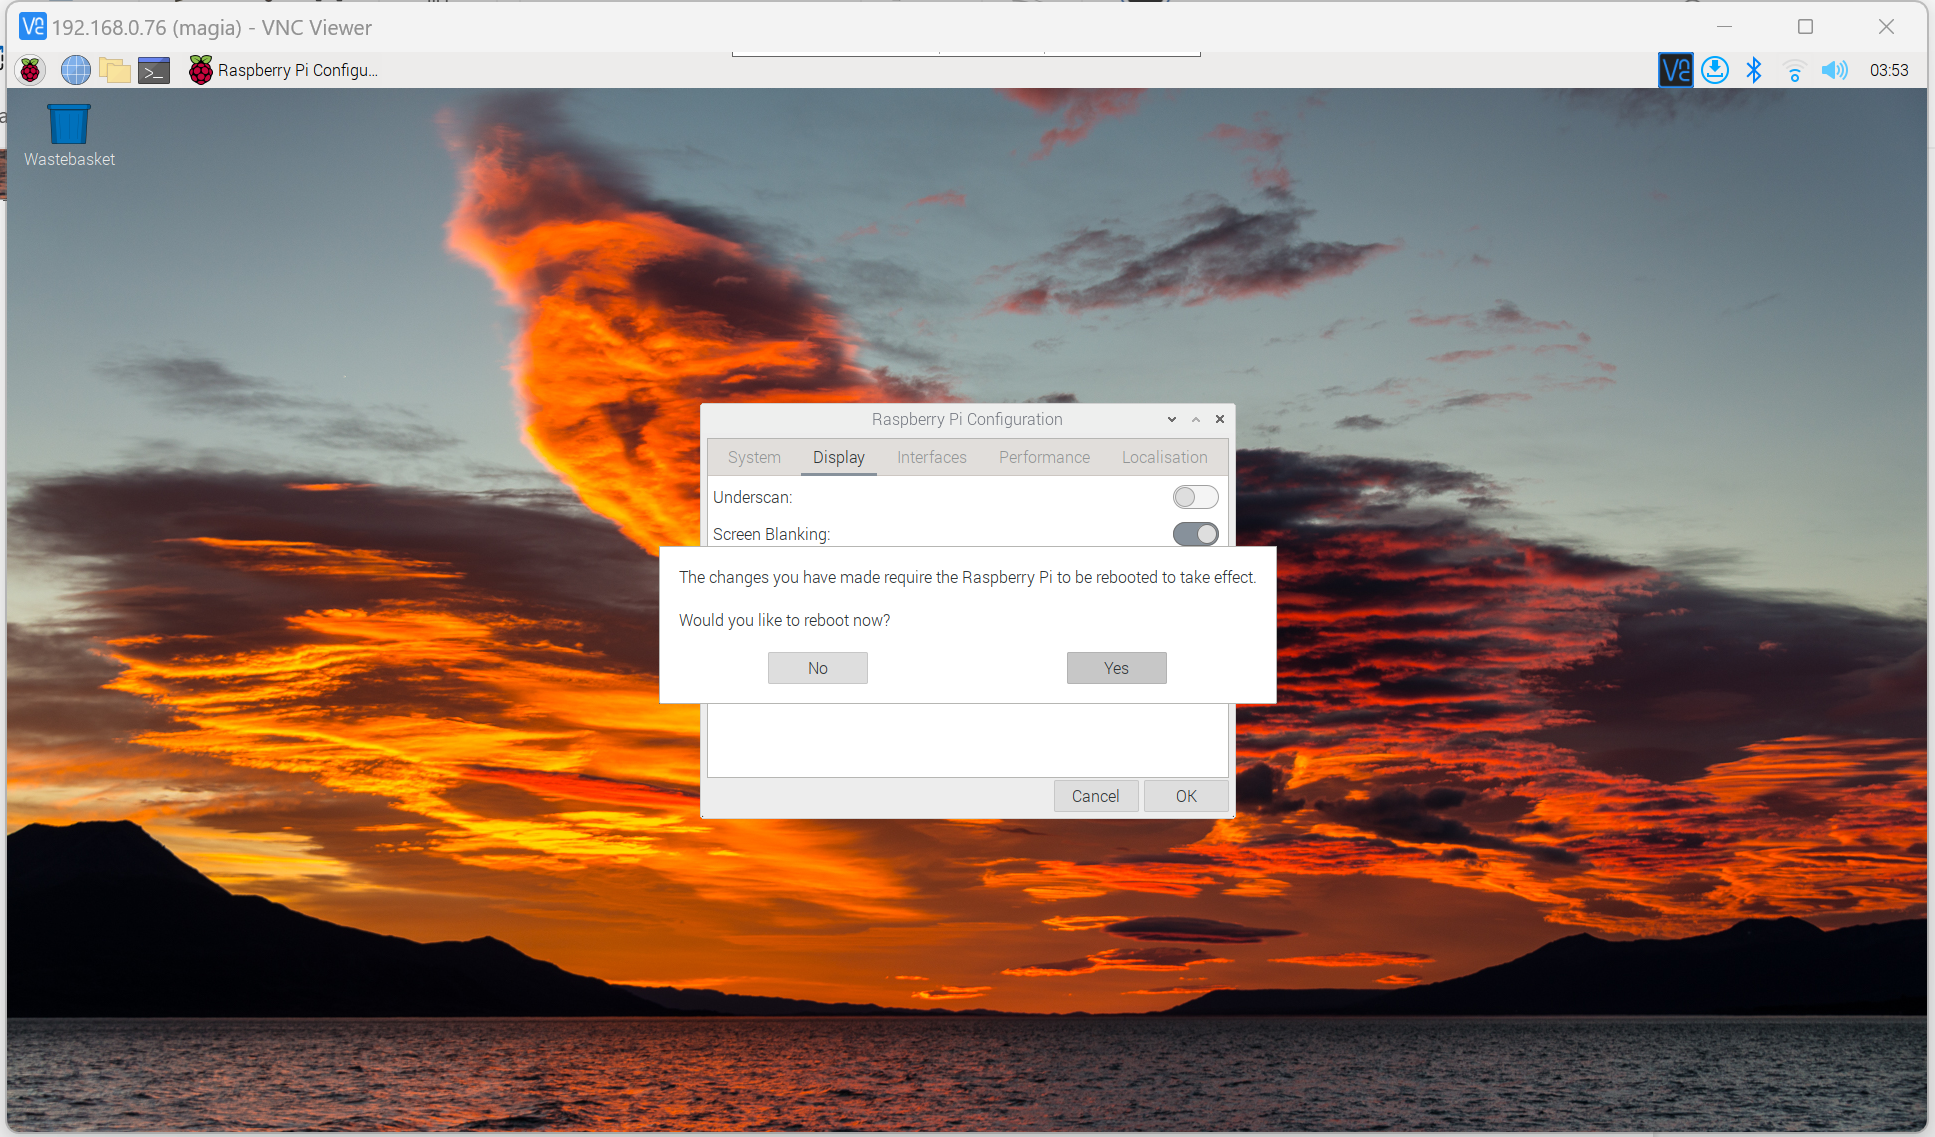 192.168.0.76 (magia) - VNC Viewer
Raspberry Pi Configu...
03:53
Wastebasket
Raspberry Pi Configuration
System Display Interfaces Performance Localisation
Underscan:
Screen Blanking:
The changes you have made require the Raspberry Pi to be rebooted to take effect.
Would you like to reboot now?
No Yes
Cancel OK